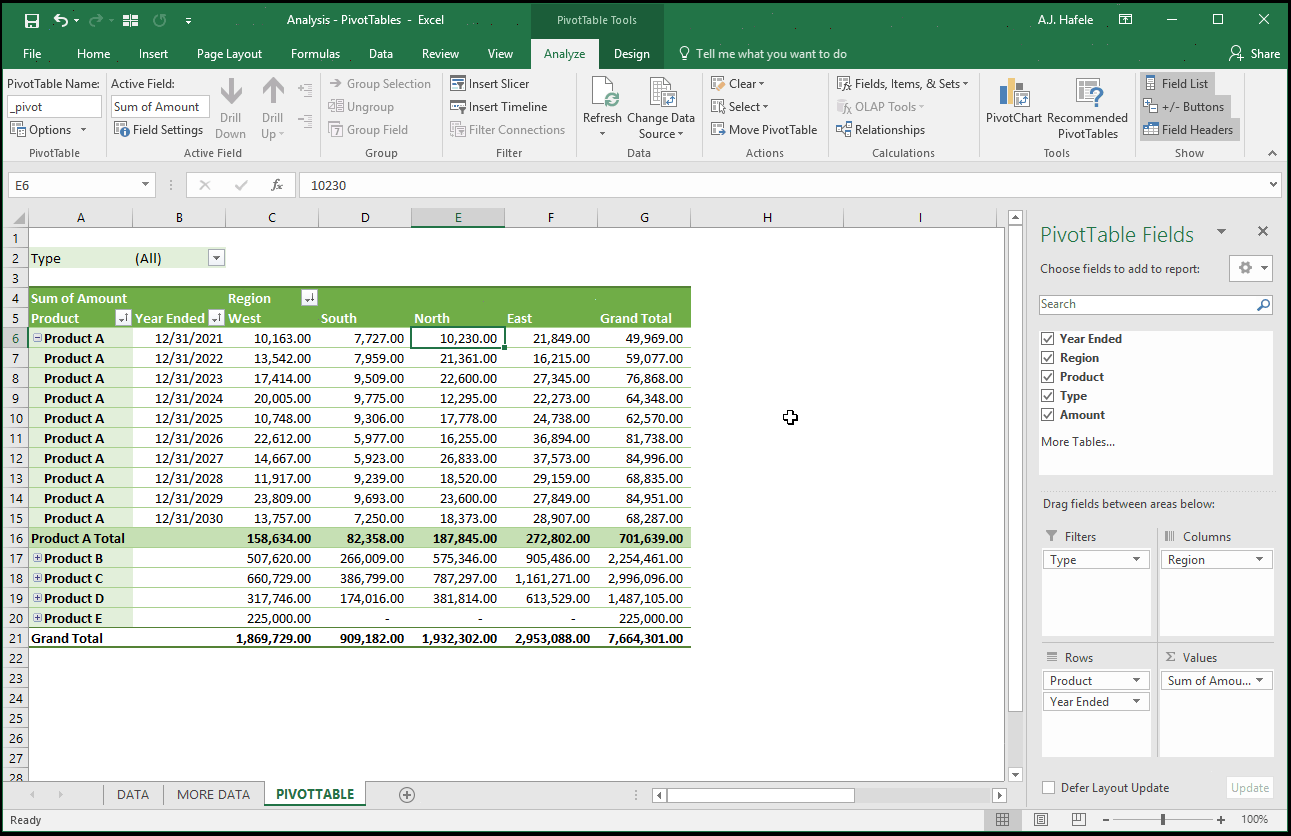 Analysis - PivotTables - Excel
PivotTable Tools
A.J. Hafele
File Home Insert Page Layout Formulas Data Review View Analyze Design Tell me what you want to do Share
PivotTable Name:
_pivot
Options
PivotTable
Active Field:
Sum of Amount
Field Settings
Drill Down
Drill Up
Active Field
Group Selection
Ungroup
Group Field
Group
Insert Slicer
Insert Timeline
Filter Connections
Filter
Refresh
Change Data Source
Data
Clear
Select
Move PivotTable
Actions
Fields, Items, & Sets
OLAP Tools
Relationships
Calculations
PivotChart
Recommended PivotTables
Tools
Field List
+/- Buttons
Field Headers
Show
E6 fx 10230
A B C D E F G H I
1
2 Type (All)
3
4 Sum of Amount Region
5 Product Year Ended West South North East Grand Total
6 Product A 12/31/2021 10,163.00 7,727.00 10,230.00 21,849.00 49,969.00
7 Product A 12/31/2022 13,542.00 7,959.00 21,361.00 16,215.00 59,077.00
8 Product A 12/31/2023 17,414.00 9,509.00 22,600.00 27,345.00 76,868.00
9 Product A 12/31/2024 20,005.00 9,775.00 12,295.00 22,273.00 64,348.00
10 Product A 12/31/2025 10,748.00 9,306.00 17,778.00 24,738.00 62,570.00
11 Product A 12/31/2026 22,612.00 5,977.00 16,255.00 36,894.00 81,738.00
12 Product A 12/31/2027 14,667.00 5,923.00 26,833.00 37,573.00 84,996.00
13 Product A 12/31/2028 11,917.00 9,239.00 18,520.00 29,159.00 68,835.00
14 Product A 12/31/2029 23,809.00 9,693.00 23,600.00 27,849.00 84,951.00
15 Product A 12/31/2030 13,757.00 7,250.00 18,373.00 28,907.00 68,287.00
16 Product A Total 158,634.00 82,358.00 187,845.00 272,802.00 701,639.00
17 Product B 507,620.00 266,009.00 575,346.00 905,486.00 2,254,461.00
18 Product C 660,729.00 386,799.00 787,297.00 1,161,271.00 2,996,096.00
19 Product D 317,746.00 174,016.00 381,814.00 613,529.00 1,487,105.00
20 Product E 225,000.00 - - - 225,000.00
21 Grand Total 1,869,729.00 909,182.00 1,932,302.00 2,953,088.00 7,664,301.00
22
23
24
25
26
27
28
PivotTable Fields
Choose fields to add to report:
Search
Year Ended
Region
Product
Type
Amount
More Tables...
Drag fields between areas below:
Filters
Type
Columns
Region
Rows
Product
Year Ended
Σ Values
Sum of Amou...
Defer Layout Update Update
DATA MORE DATA PIVOTTABLE
Ready 100%